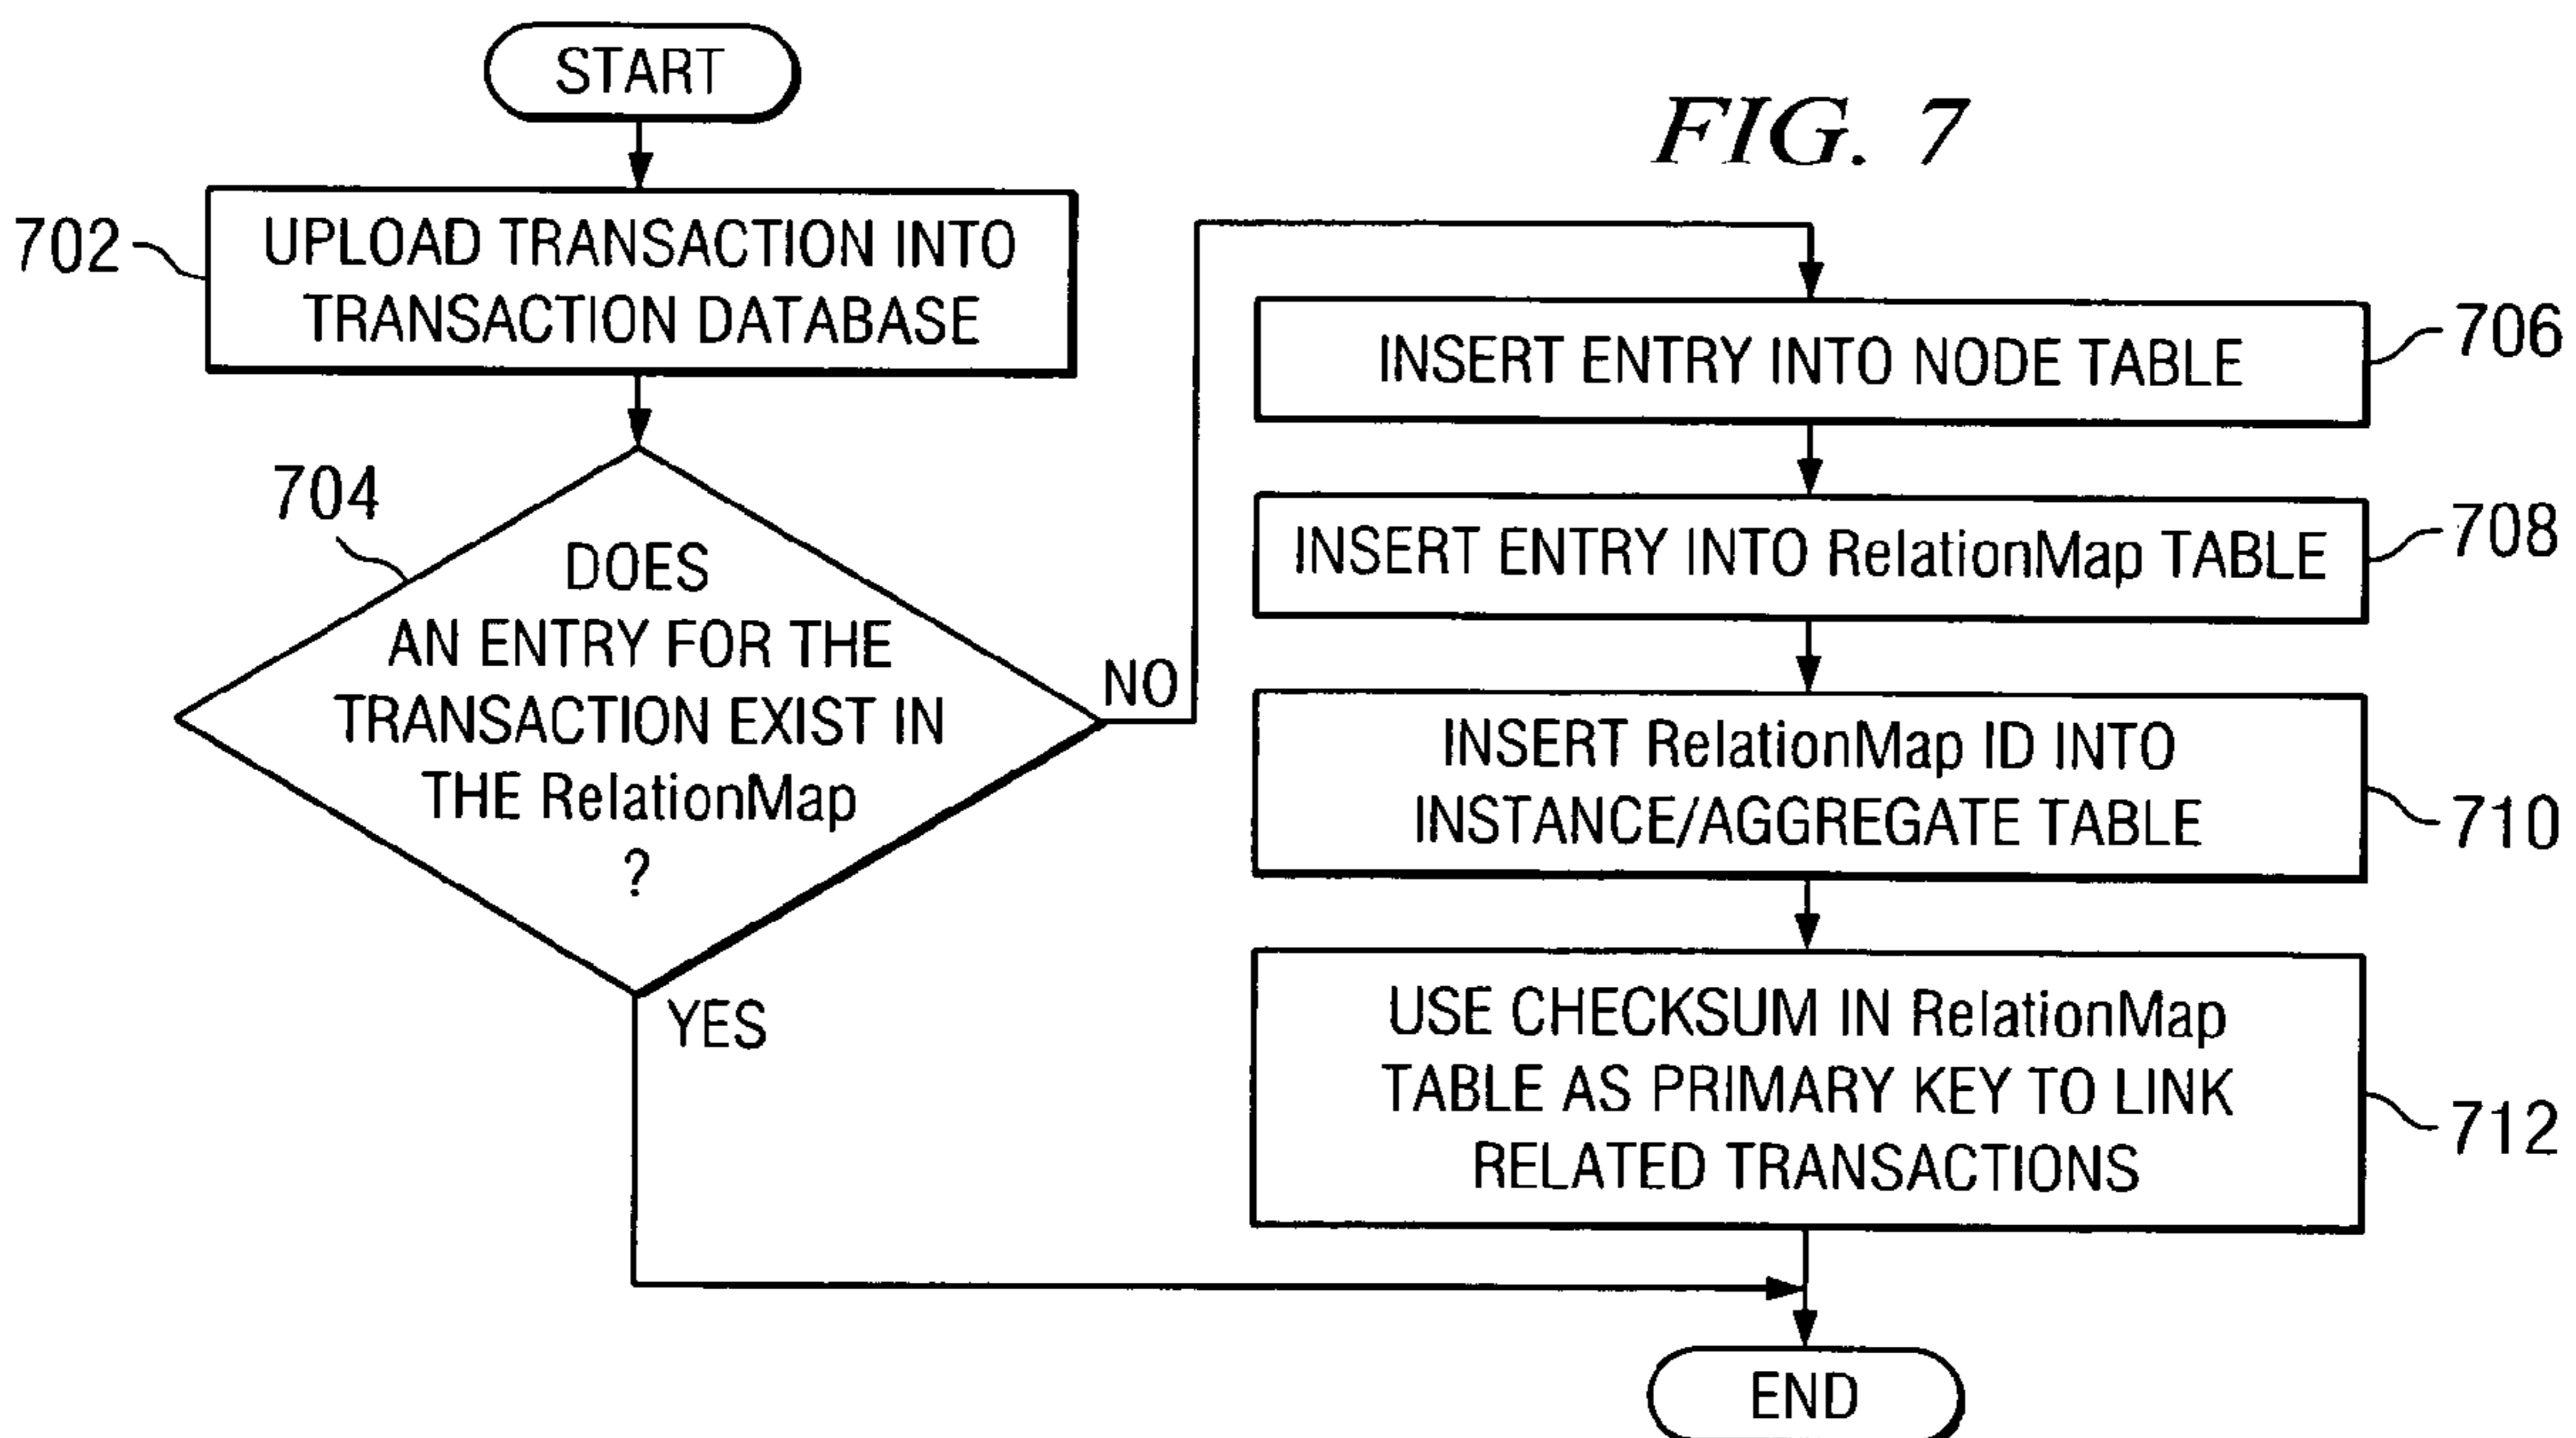 START
FIG. 7
702
UPLOAD TRANSACTION INTO
TRANSACTION DATABASE
704
DOES
AN ENTRY FOR THE
TRANSACTION EXIST IN
THE RelationMap
?
NO
YES
INSERT ENTRY INTO NODE TABLE
706
INSERT ENTRY INTO RelationMap TABLE
708
INSERT RelationMap ID INTO
INSTANCE/AGGREGATE TABLE
710
USE CHECKSUM IN RelationMap
TABLE AS PRIMARY KEY TO LINK
RELATED TRANSACTIONS
712
END